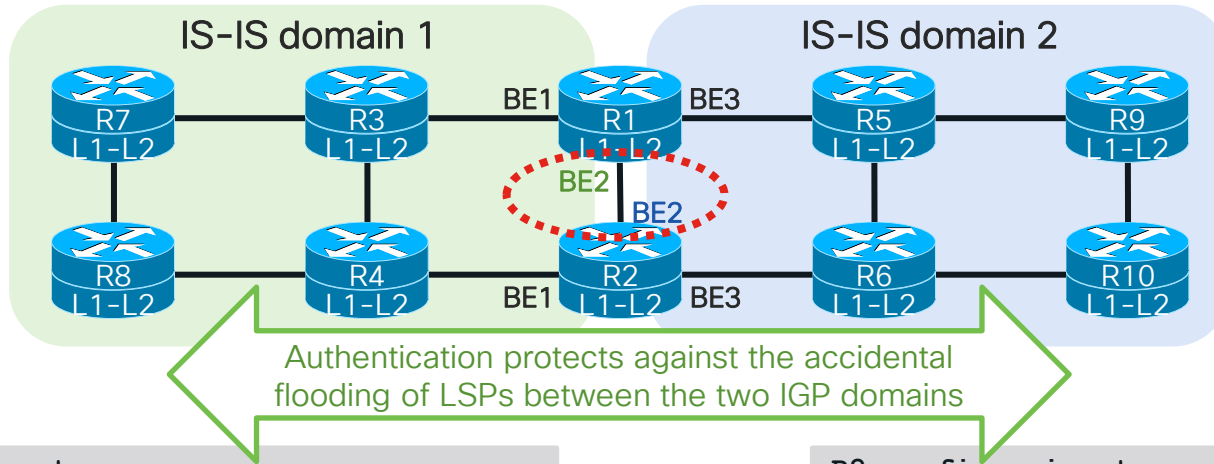 IS-IS domain 1
IS-IS domain 2
R7
L1-L2
R3
L1-L2
BE1
R1
L1-L2
BE3
R5
L1-L2
R9
L1-L2
BE2
BE2
R8
L1-L2
R4
L1-L2
BE1
R2
L1-L2
BE3
R6
L1-L2
R10
L1-L2
Authentication protects against the accidental
flooding of LSPs between the two IGP domains